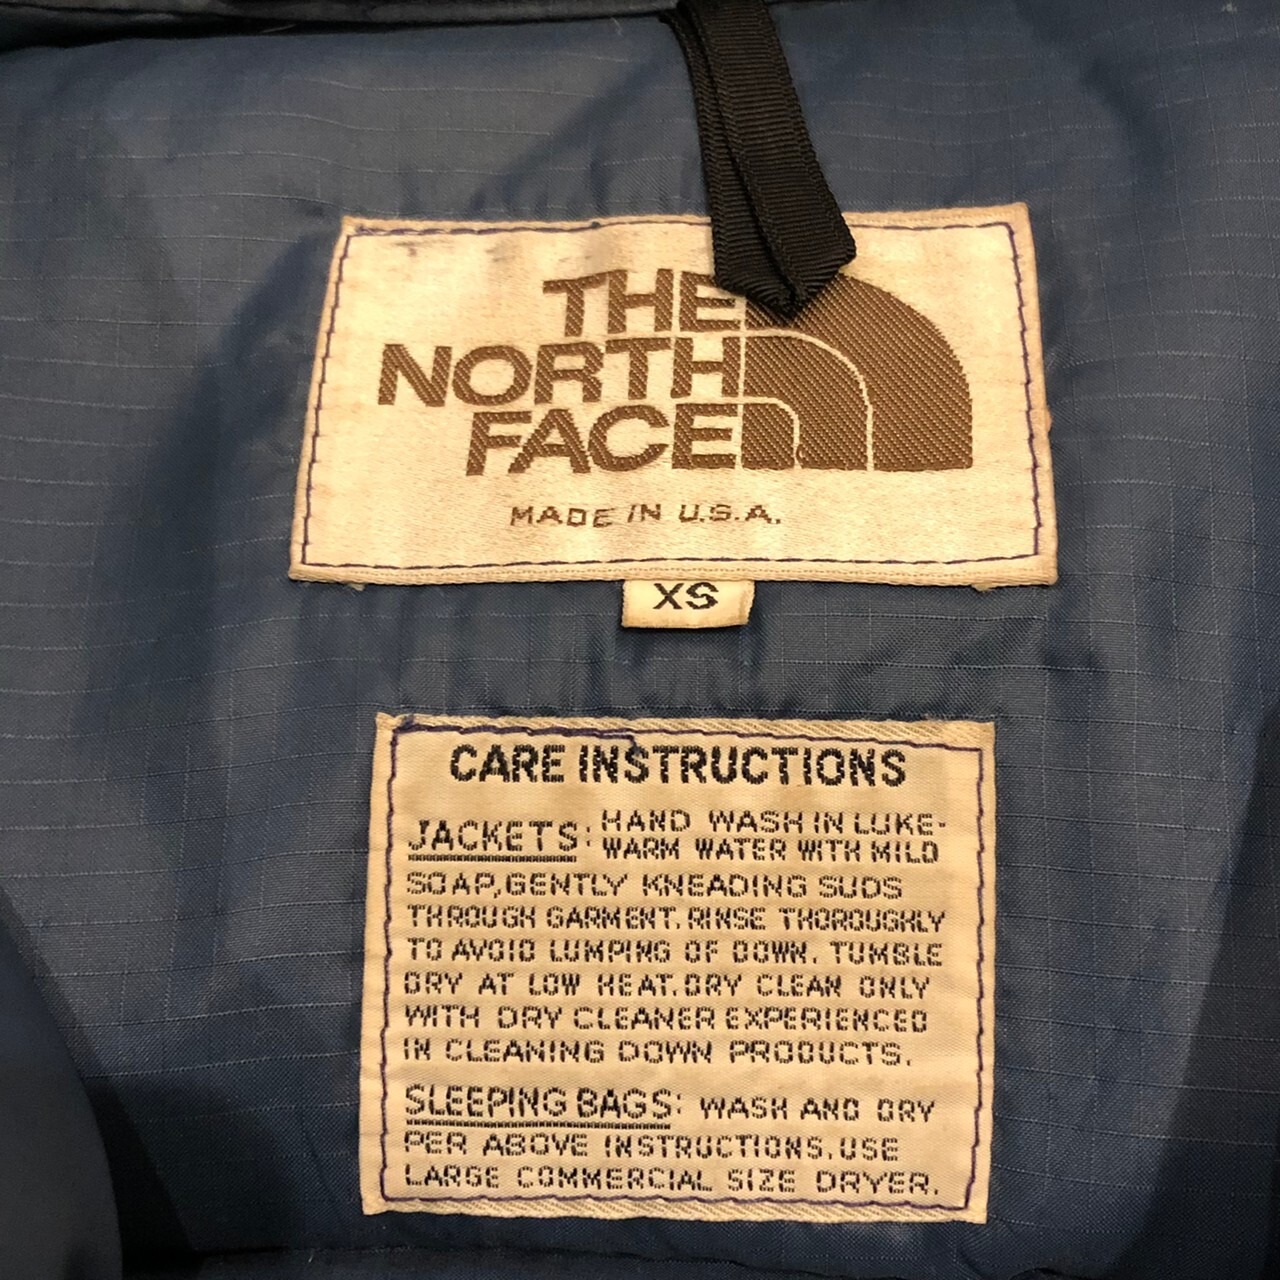 THE
NORTH
FACE
MADE IN U.S.A.
XS
CARE INSTRUCTIONS
JACKETS: HAND WASH IN LUKE-
WARM WATER WITH MILD
SOAP, GENTLY KNEADING SUDS
THROUGH GARMENT. RINSE THOROUGHLY
TO AVOID LUMPING OF DOWN. TUMBLE
DRY AT LOW HEAT. DRY CLEAN ONLY
WITH DRY CLEANER EXPERIENCED
IN CLEANING DOWN PRODUCTS.
SLEEPING BAGS: WASH AND DRY
PER ABOVE INSTRUCTIONS. USE
LARGE COMMERCIAL SIZE DRYER.